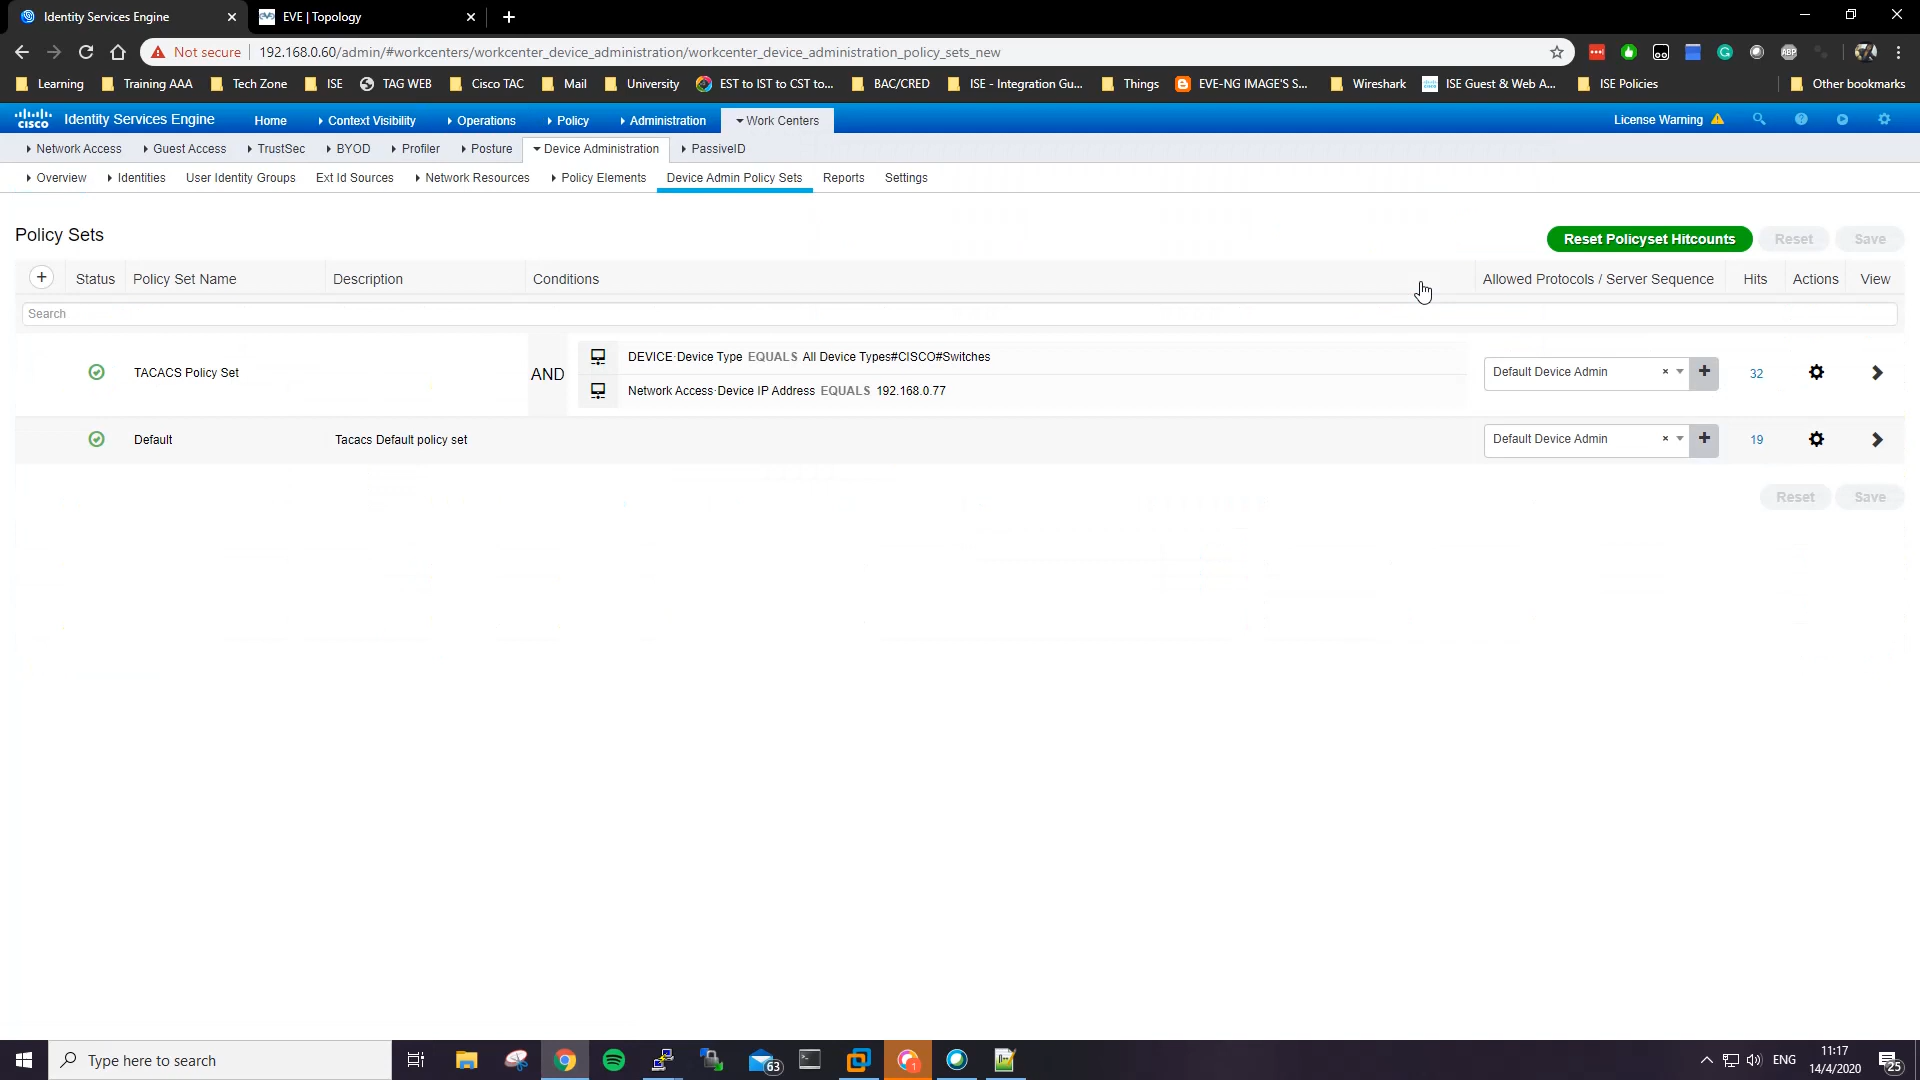 Identity Services Engine
EVE | Topology
Not secure
192.168.0.60/admin/#workcenters/workcenter_device_administration/workcenter_device_administration_policy_sets_new
ABP
Learning Training AAA Tech Zone ISE TAG WEB Cisco TAC Mail University EST to IST to CST to... BAC/CRED ISE - Integration Gu... Things EVE-NG IMAGE'S S... Wireshark ISE Guest & Web A... ISE Policies Other bookmarks
cisco Identity Services Engine Home Context Visibility Operations Policy Administration Work Centers License Warning
Network Access Guest Access TrustSec BYOD Profiler Posture Device Administration PassiveID
Overview Identities User Identity Groups Ext Id Sources Network Resources Policy Elements Device Admin Policy Sets Reports Settings
Policy Sets
Reset Policyset Hitcounts Reset Save
+ Status Policy Set Name Description Conditions Allowed Protocols / Server Sequence Hits Actions View
Search
TACACS Policy Set
AND
DEVICE·Device Type EQUALS All Device Types#CISCO#Switches
Network Access·Device IP Address EQUALS 192.168.0.77
Default Device Admin × + 32
Default Tacacs Default policy set Default Device Admin × + 19
Reset Save
Type here to search
63
1
ENG
11:17
14/4/2020
25